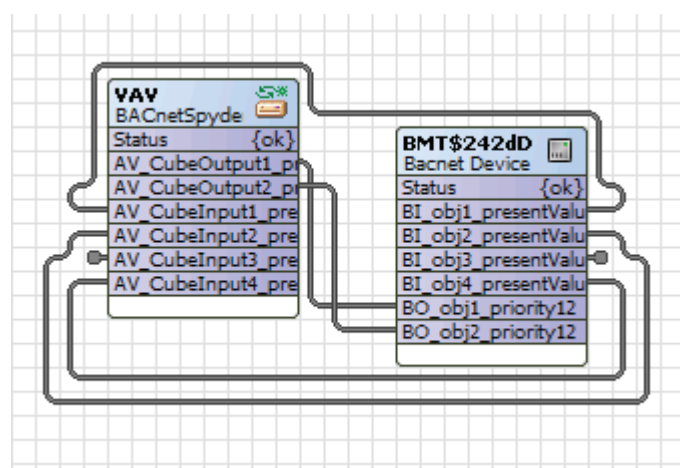 VAV
BACnetSpyde
Status {ok}
AV_CubeOutput1_pr
AV_CubeOutput2_pr
AV_CubeInput1_pre
AV_CubeInput2_pre
AV_CubeInput3_pre
AV_CubeInput4_pre
BMT$242dD
Bacnet Device
Status {ok}
BI_obj1_presentValu
BI_obj2_presentValu
BI_obj3_presentValu
BI_obj4_presentValu
BO_obj1_priority12
BO_obj2_priority12